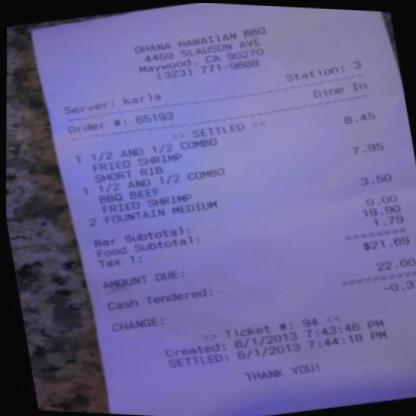 OHANA HAWAIIAN BBQ
4469 SLAUSON AVE
Maywood, CA 90270
(323) 771-9888
Server: karla Station: 3
Order #: 65193 Dine In
>> SETTLED <<
1 1/2 AND 1/2 COMBO 8.45
FRIED SHRIMP
SHORT RIB
1 1/2 AND 1/2 COMBO 7.95
BBQ BEEF
FRIED SHRIMP
2 FOUNTAIN MEDIUM 3.50
Bar Subtotal: 0.00
Food Subtotal: 19.90
Tax 1: 1.79
========
AMOUNT DUE: $21.69
Cash Tendered: 22.00
==========
CHANGE: -0.3
>> Ticket #: 94 <<
Created: 6/1/2013 7:43:46 PM
SETTLED: 6/1/2013 7:44:18 PM
THANK YOU!